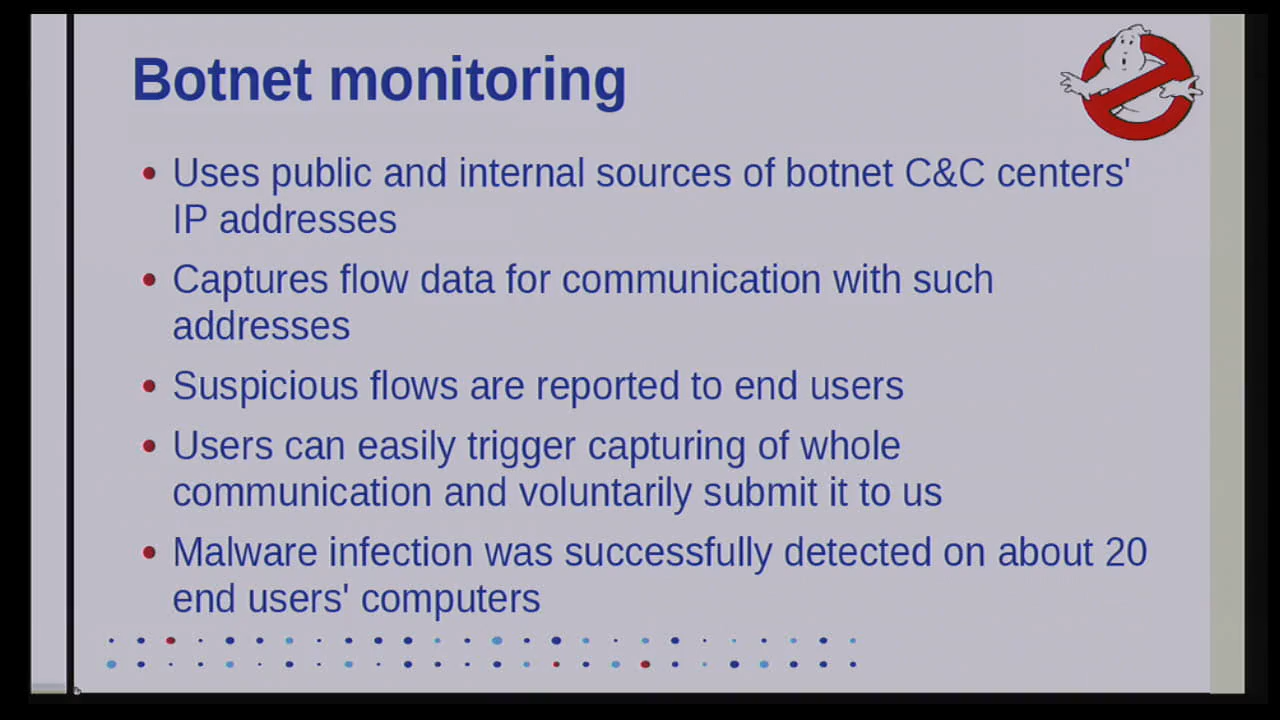 Botnet monitoring
• Uses public and internal sources of botnet C&C centers'
IP addresses
• Captures flow data for communication with such
addresses
• Suspicious flows are reported to end users
• Users can easily trigger capturing of whole
communication and voluntarily submit it to us
• Malware infection was successfully detected on about 20
end users' computers